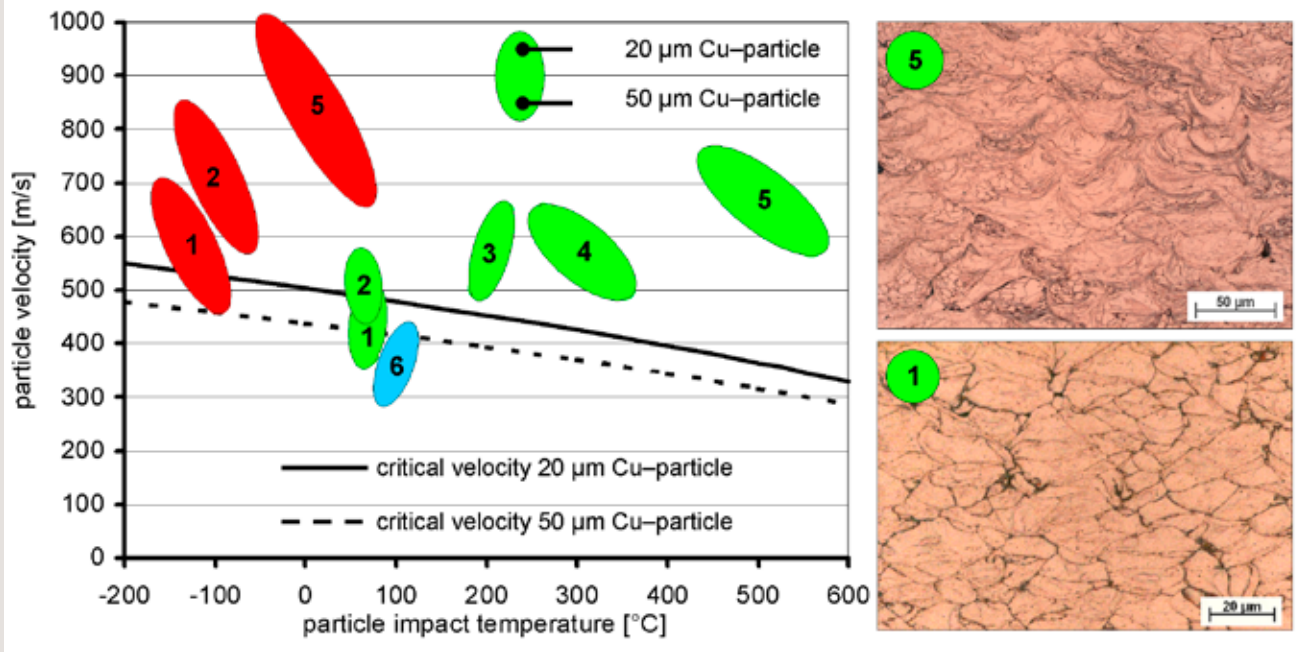 1000
900
800
700
600
500
400
300
200
100
0
particle velocity [m/s]
-200 -100 0 100 200 300 400 500 600
particle impact temperature [°C]
20 µm Cu–particle
50 µm Cu–particle
5
2
1
2
1
6
3
4
5
critical velocity 20 µm Cu–particle
critical velocity 50 µm Cu–particle
5
50 µm
1
20 µm